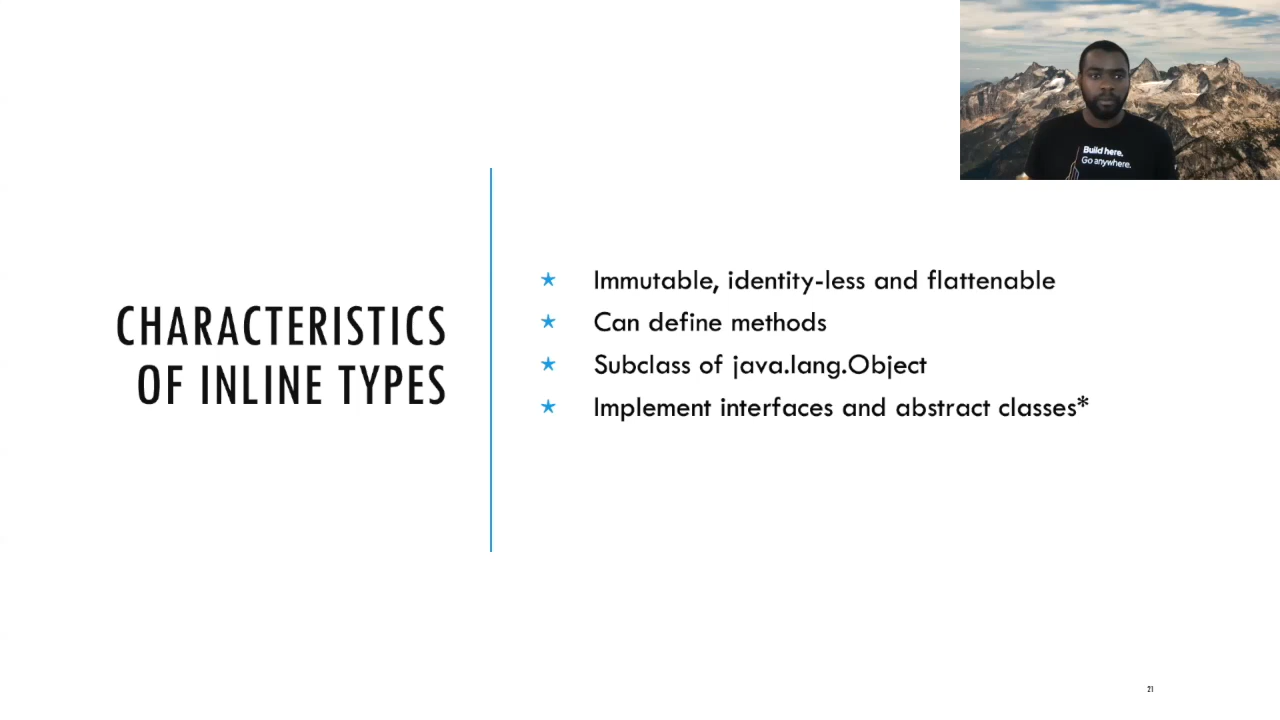 Build here.
Go anywhere.
CHARACTERISTICS
OF INLINE TYPES
Immutable, identity-less and flattenable
Can define methods
Subclass of java.lang.Object
Implement interfaces and abstract classes*
21